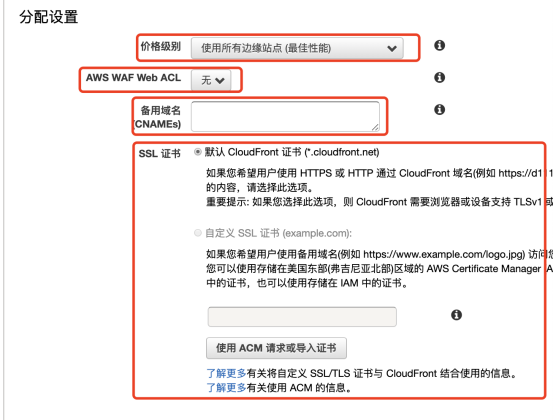 分配设置
价格级别 使用所有边缘站点 (最佳性能)
AWS WAF Web ACL 无
备用域名
(CNAMEs)
SSL 证书 默认 CloudFront 证书 (*.cloudfront.net)
如果您希望用户使用 HTTPS 或 HTTP 通过 CloudFront 域名(例如 https://d11
的内容，请选择此选项。
重要提示: 如果您选择此选项，则 CloudFront 需要浏览器或设备支持 TLSv1 或
自定义 SSL 证书 (example.com):
如果您希望用户使用备用域名(例如 https://www.example.com/logo.jpg) 访问您
您可以使用存储在美国东部(弗吉尼亚北部)区域的 AWS Certificate Manager
中的证书，也可以使用存储在 IAM 中的证书。
使用 ACM 请求或导入证书
了解更多有关将自定义 SSL/TLS 证书与 CloudFront 结合使用的信息。
了解更多有关使用 ACM 的信息。